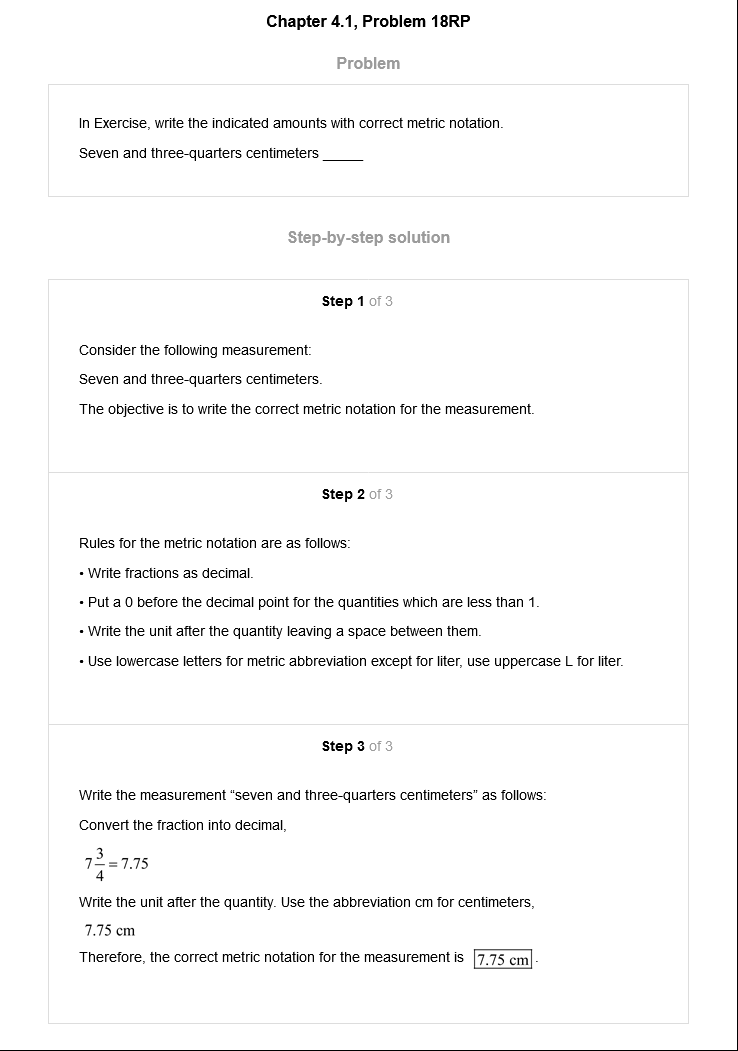 Chapter 4.1, Problem 18RP
Problem
In Exercise, write the indicated amounts with correct metric notation.
Seven and three-quarters centimeters _____
Step-by-step solution
Step 1 of 3
Consider the following measurement:
Seven and three-quarters centimeters.
The objective is to write the correct metric notation for the measurement.
Step 2 of 3
Rules for the metric notation are as follows:
• Write fractions as decimal.
• Put a 0 before the decimal point for the quantities which are less than 1.
• Write the unit after the quantity leaving a space between them.
• Use lowercase letters for metric abbreviation except for liter, use uppercase L for liter.
Step 3 of 3
Write the measurement “seven and three-quarters centimeters” as follows:
Convert the fraction into decimal,
7 3/4 = 7.75
Write the unit after the quantity. Use the abbreviation cm for centimeters,
7.75 cm
Therefore, the correct metric notation for the measurement is 7.75 cm.